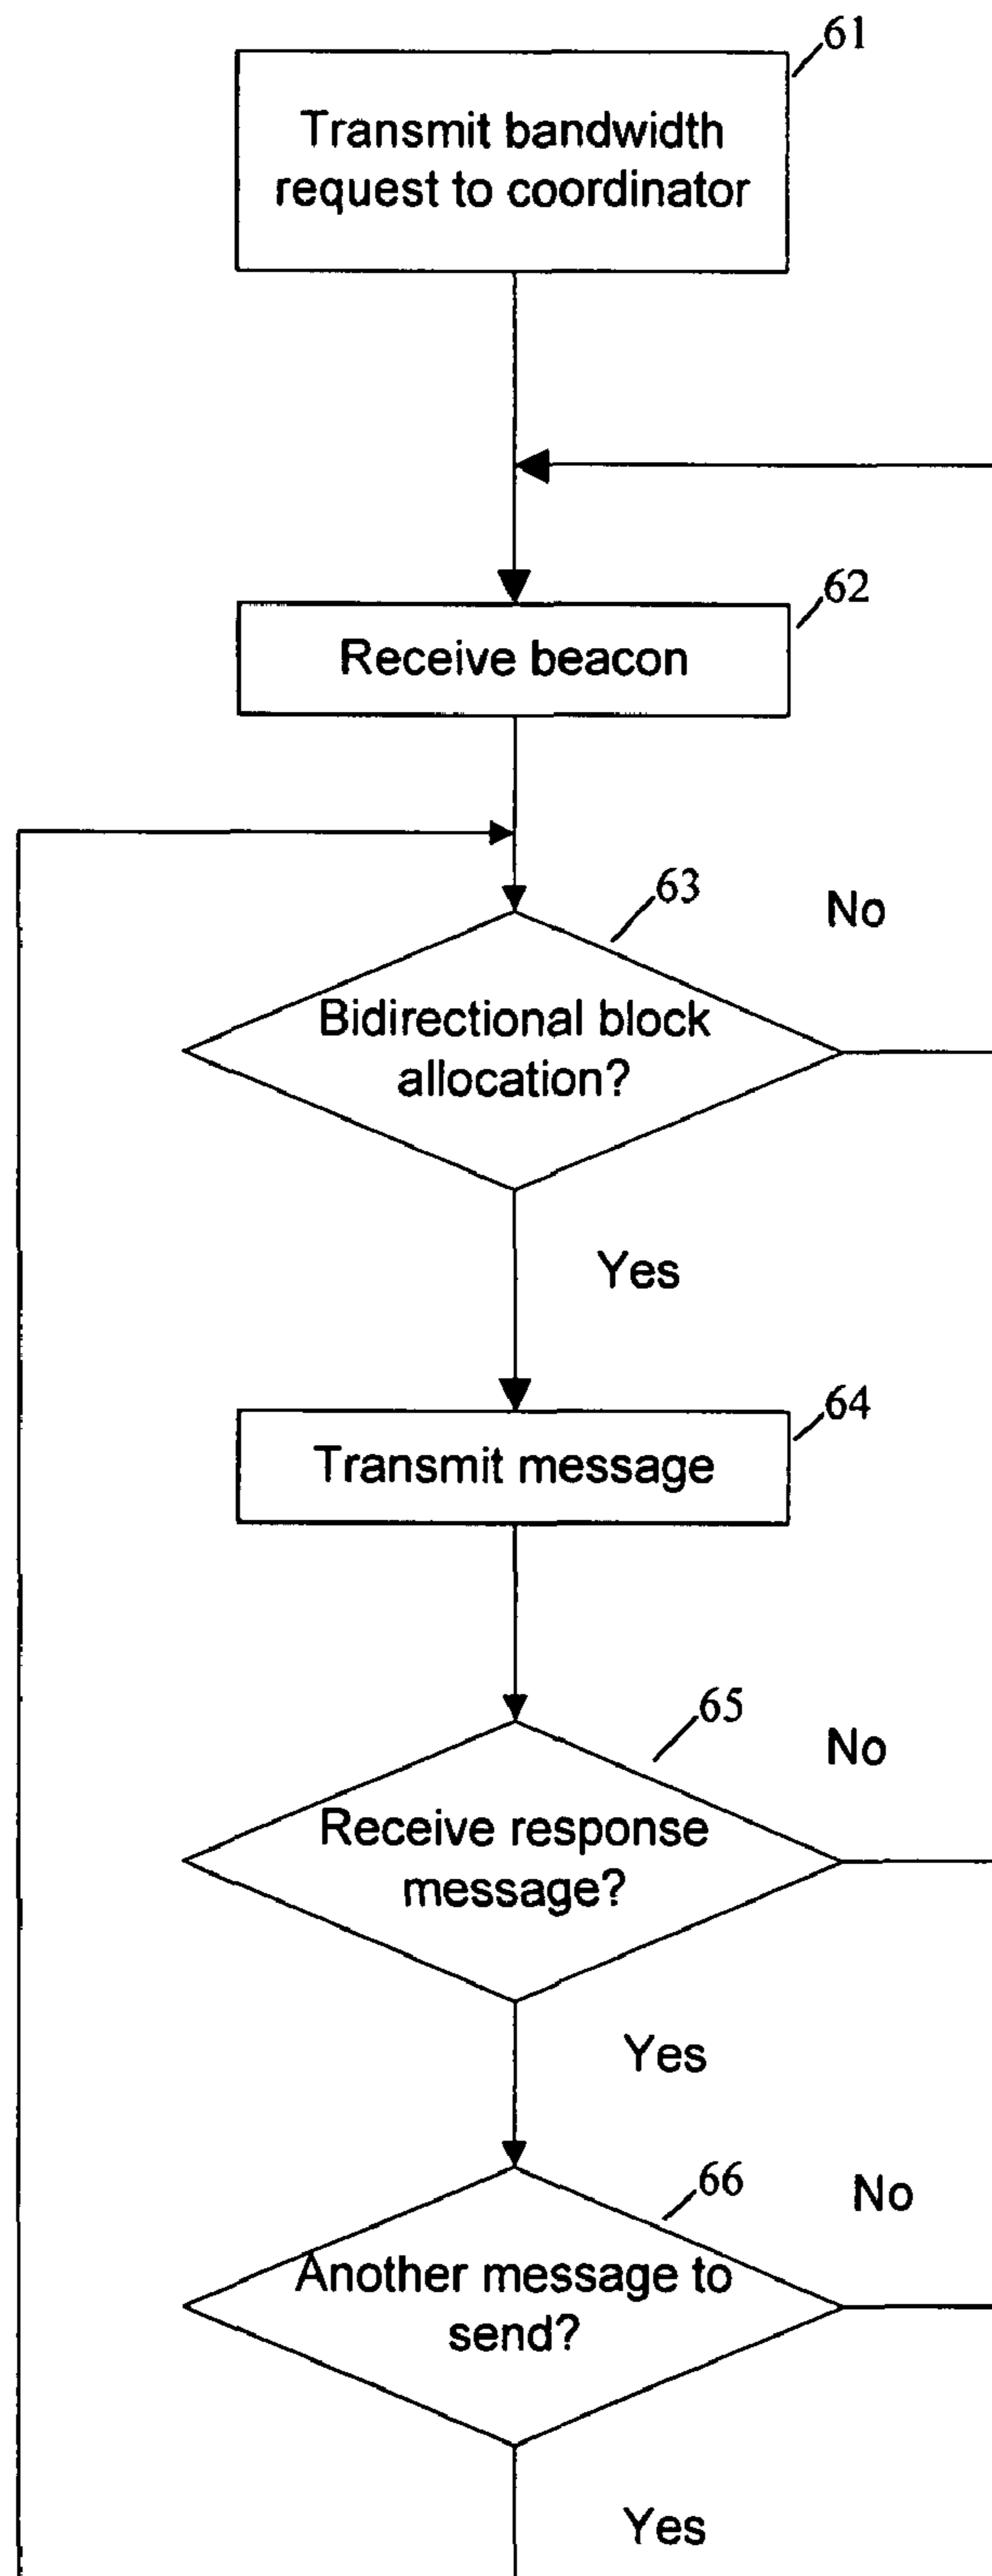 61
Transmit bandwidth
request to coordinator
62
Receive beacon
63
No
Bidirectional block
allocation?
Yes
64
Transmit message
65
No
Receive response
message?
Yes
66
No
Another message to
send?
Yes